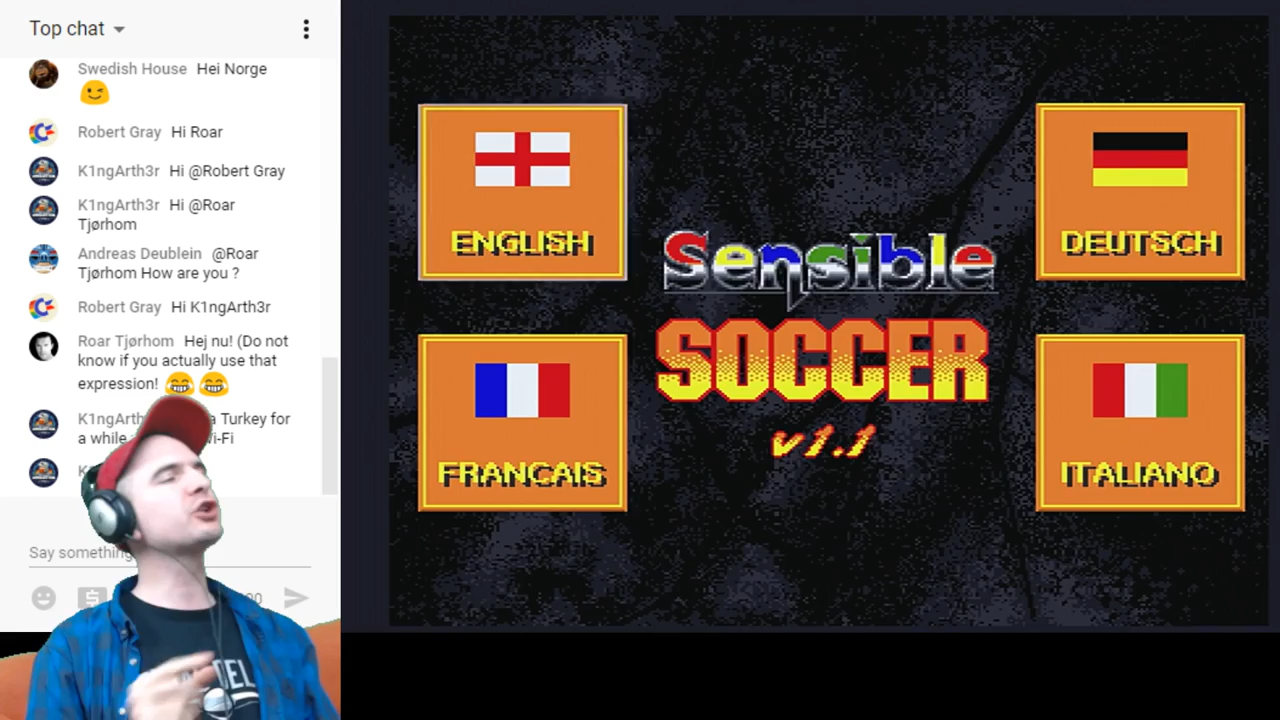 Top chat
Swedish House Hei Norge
Robert Gray Hi Roar
K1ngArth3r Hi @Robert Gray
K1ngArth3r Hi @Roar
Tjørhom
Andreas Deublein @Roar
Tjørhom How are you ?
Robert Gray Hi K1ngArth3r
Roar Tjørhom Hej nu! (Do not
know if you actually use that
expression!
Turkey for
a while
Say something
ENGLISH
DEUTSCH
Sensible
SOCCER
v1.1
FRANCAIS
ITALIANO